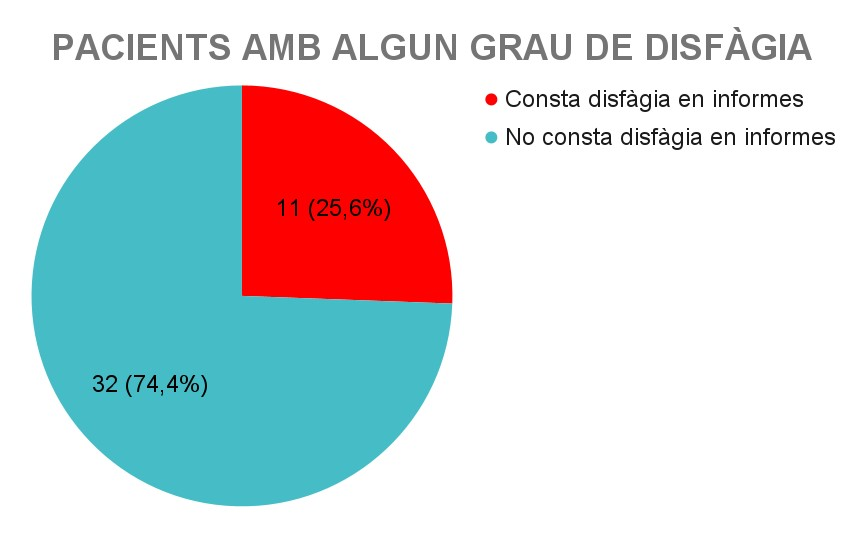 PACIENTS AMB ALGUN GRAU DE DISFÀGIA
Consta disfàgia en informes
No consta disfàgia en informes
11 (25,6%)
32 (74,4%)